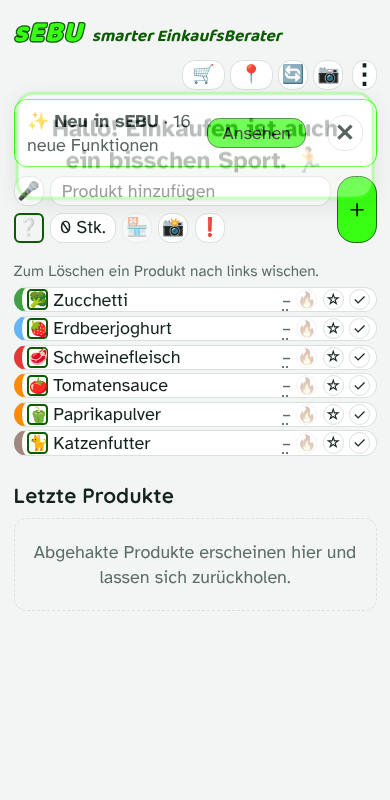 sEBU smarter EinkaufsBerater
✨ Neu in sEBU · 16 neue Funktionen
Ansehen
✕
Hallo! Einkaufen ist auch
ein bisschen Sport. 🏃
Produkt hinzufügen
+
0 Stk.
Zum Löschen ein Produkt nach links wischen.
Zucchetti –
Erdbeerjoghurt –
Schweinefleisch –
Tomatensauce –
Paprikapulver –
Katzenfutter –
Letzte Produkte
Abgehakte Produkte erscheinen hier und
lassen sich zurückholen.